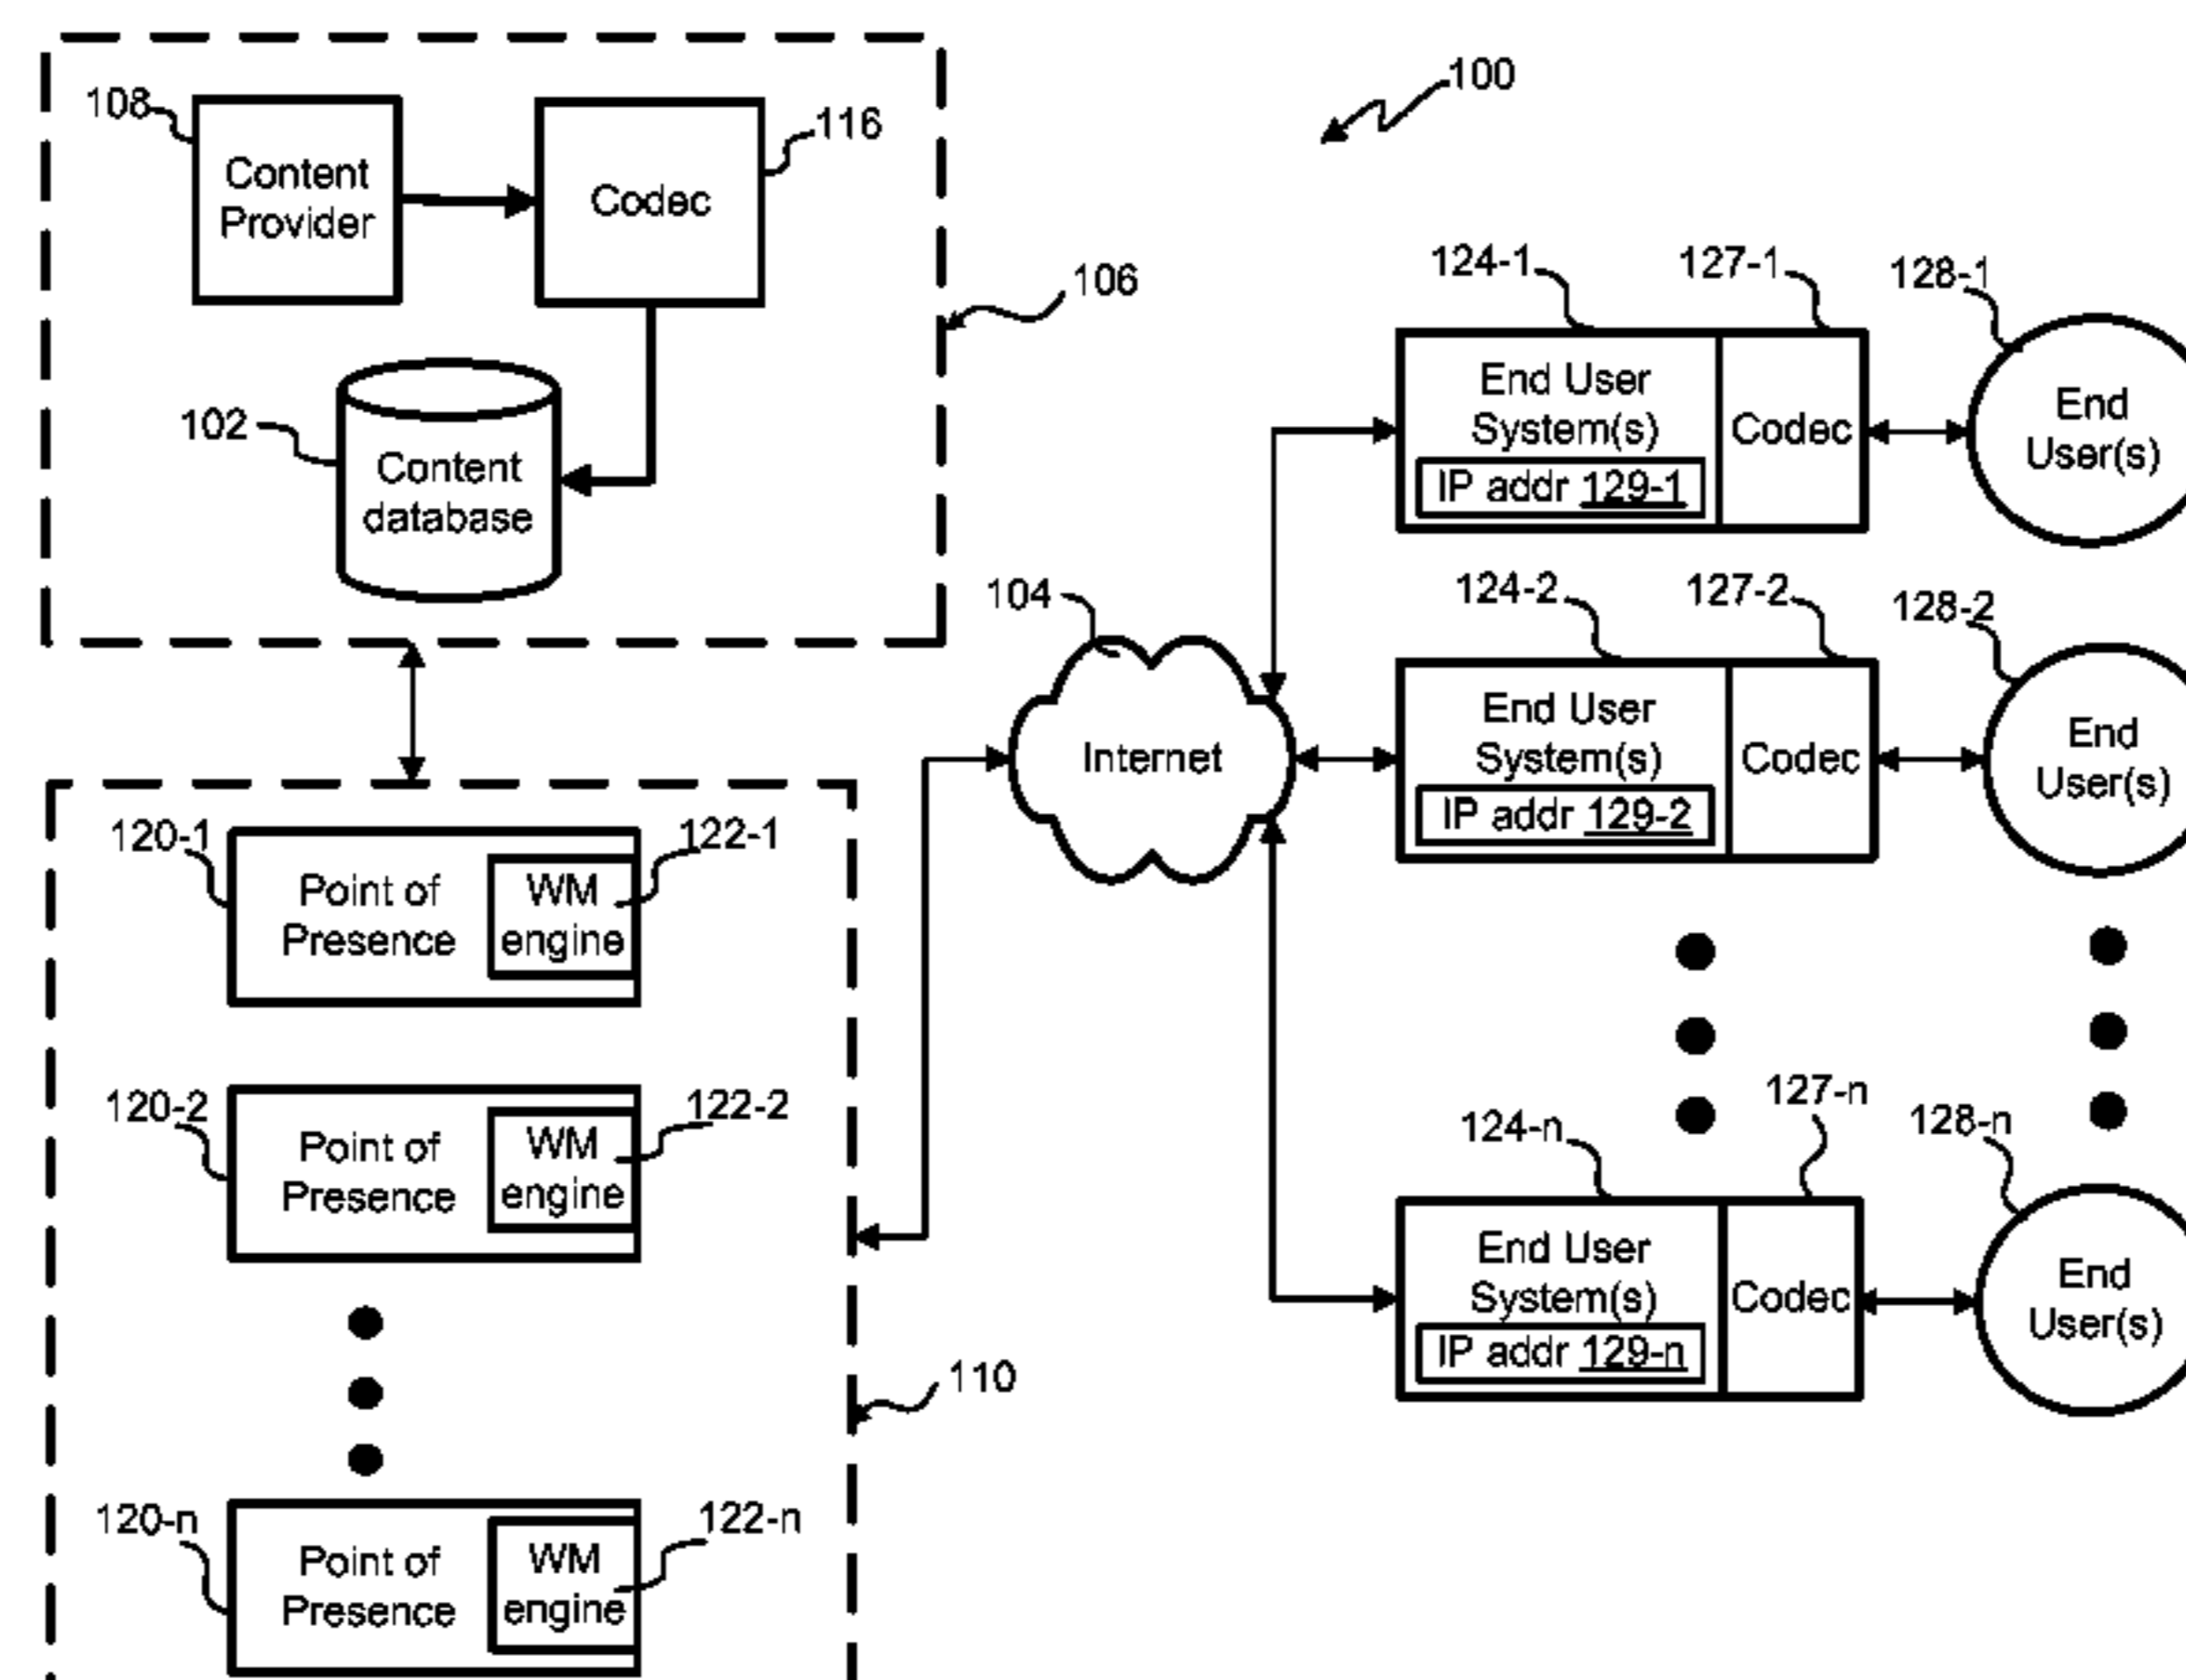 100
108
Content
Provider
Codec
116
106
102
Content
database
120-1
Point of
Presence
WM
engine
122-1
120-2
Point of
Presence
WM
engine
122-2
120-n
Point of
Presence
WM
engine
122-n
110
104
Internet
124-1
127-1
128-1
End User
System(s)
IP addr 129-1
Codec
End
User(s)
124-2
127-2
128-2
End User
System(s)
IP addr 129-2
Codec
End
User(s)
124-n
127-n
128-n
End User
System(s)
IP addr 129-n
Codec
End
User(s)